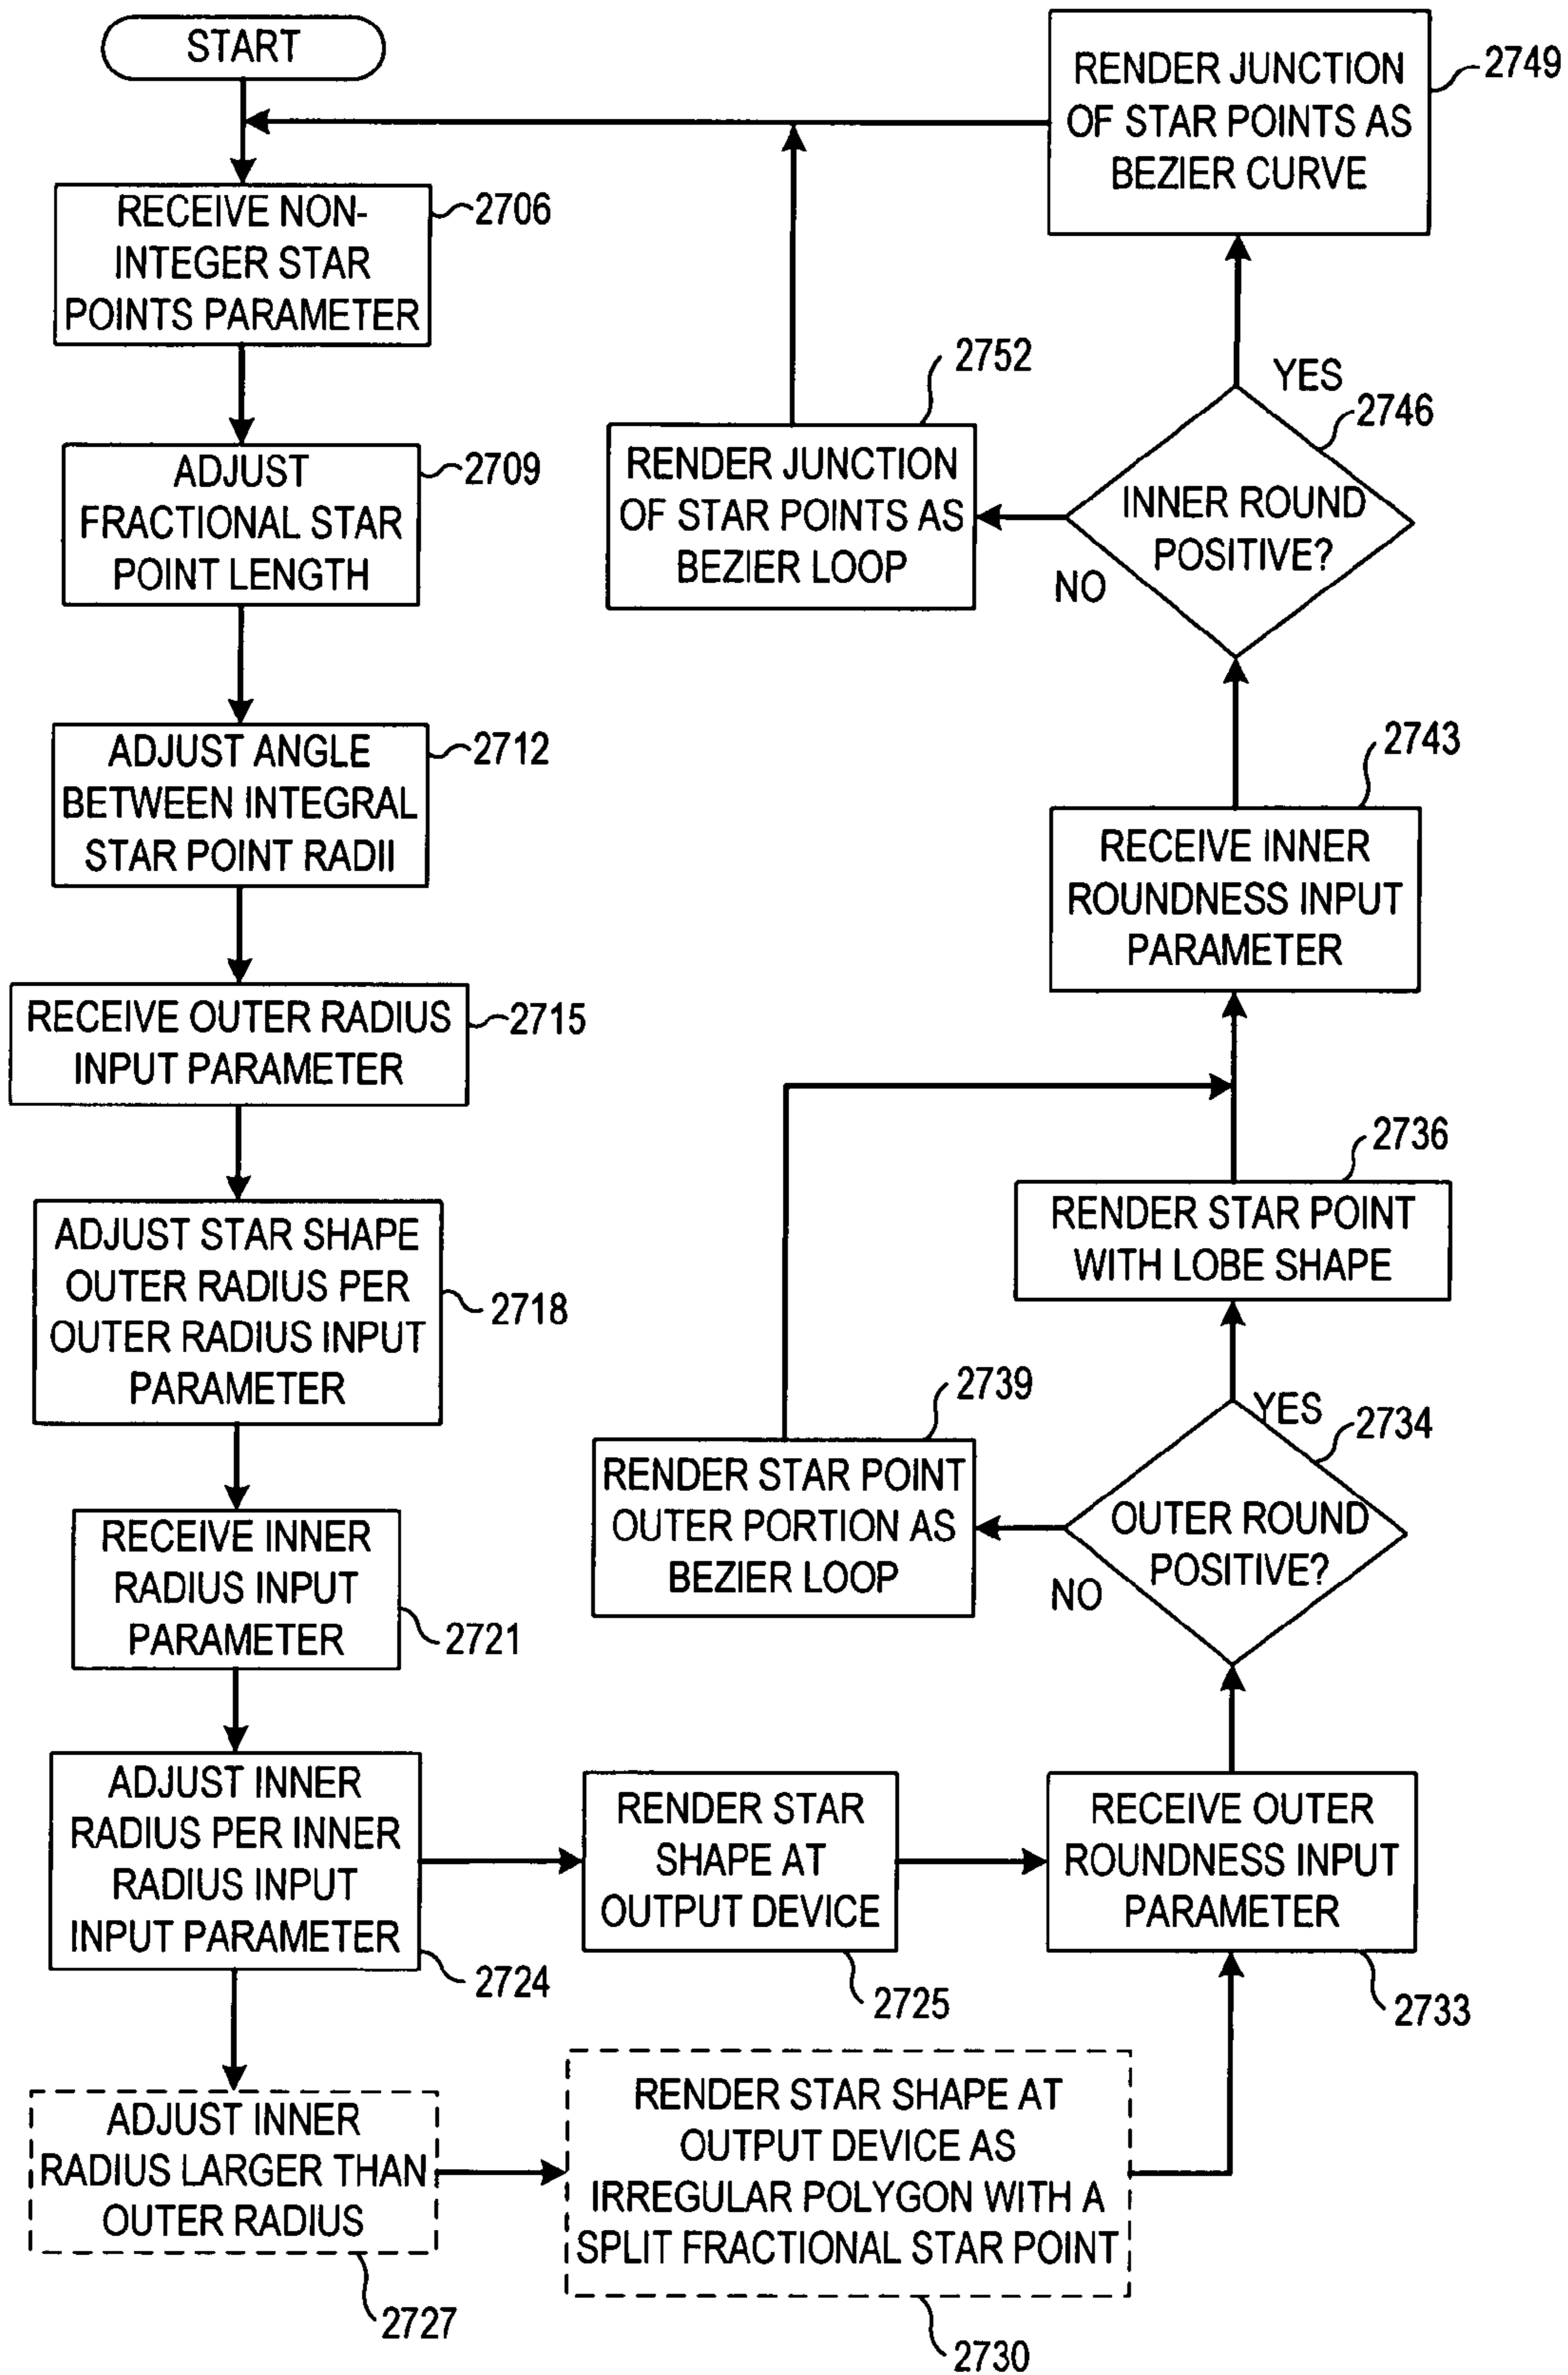 START
RECEIVE NON-
INTEGER STAR
POINTS PARAMETER
2706
ADJUST
FRACTIONAL STAR
POINT LENGTH
2709
ADJUST ANGLE
BETWEEN INTEGRAL
STAR POINT RADII
2712
RECEIVE OUTER RADIUS
INPUT PARAMETER
2715
ADJUST STAR SHAPE
OUTER RADIUS PER
OUTER RADIUS INPUT
PARAMETER
2718
RECEIVE INNER
RADIUS INPUT
PARAMETER
2721
ADJUST INNER
RADIUS PER INNER
RADIUS INPUT
INPUT PARAMETER
2724
RENDER STAR
SHAPE AT
OUTPUT DEVICE
2725
ADJUST INNER
RADIUS LARGER THAN
OUTER RADIUS
2727
RENDER STAR SHAPE AT
OUTPUT DEVICE AS
IRREGULAR POLYGON WITH A
SPLIT FRACTIONAL STAR POINT
2730
RECEIVE OUTER
ROUNDNESS INPUT
PARAMETER
2733
OUTER ROUND
POSITIVE?
2734
YES
NO
RENDER STAR POINT
WITH LOBE SHAPE
2736
RENDER STAR POINT
OUTER PORTION AS
BEZIER LOOP
2739
RECEIVE INNER
ROUNDNESS INPUT
PARAMETER
2743
INNER ROUND
POSITIVE?
2746
YES
NO
RENDER JUNCTION
OF STAR POINTS AS
BEZIER CURVE
2749
RENDER JUNCTION
OF STAR POINTS AS
BEZIER LOOP
2752